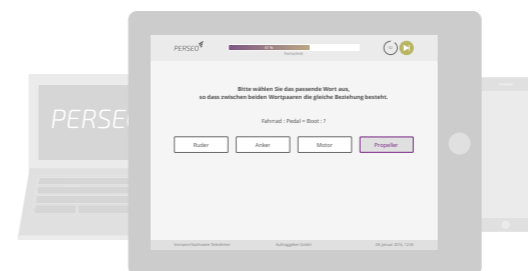 PERSEO
PERSEO
Bitte wählen Sie das passende Wort aus,
so dass zwischen beiden Wortpaaren die gleiche Beziehung besteht.
Fahrrad : Pedal = Boot : ?
Ruder
Anker
Motor
Propeller